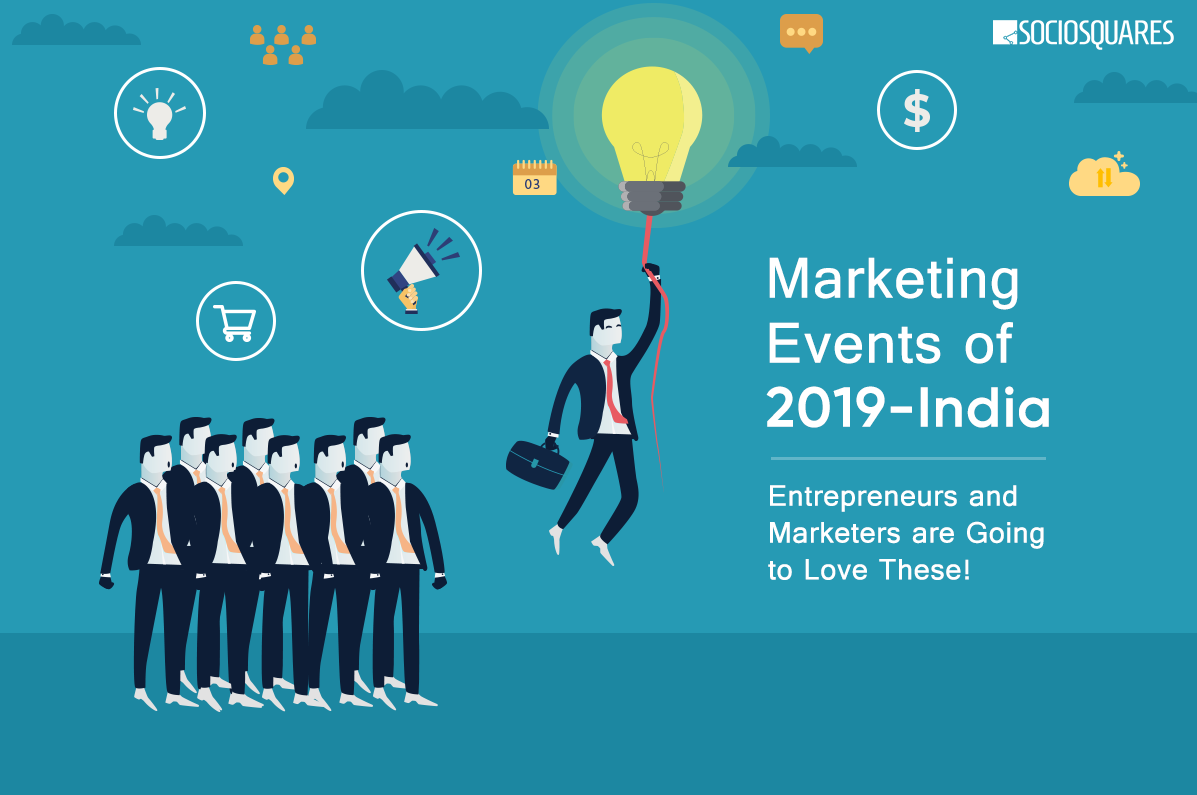 SOCIOSQUARES
$
03
Marketing
Events of
2019-India
Entrepreneurs and
Marketers are Going
to Love These!